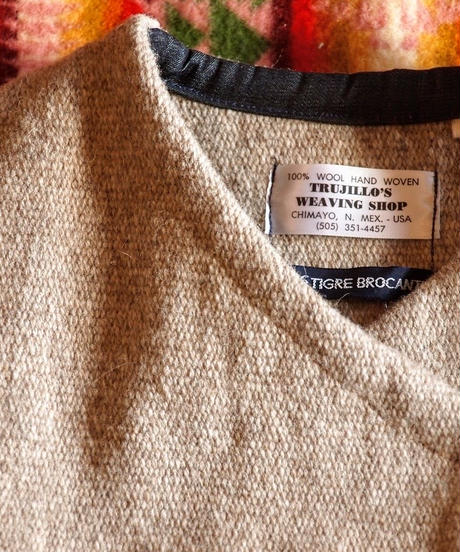 100% WOOL HAND WOVEN
TRUJILLO'S
WEAVING SHOP
CHIMAYO, N. MEX. - USA
(505) 351-4457
TIGRE BROCANT